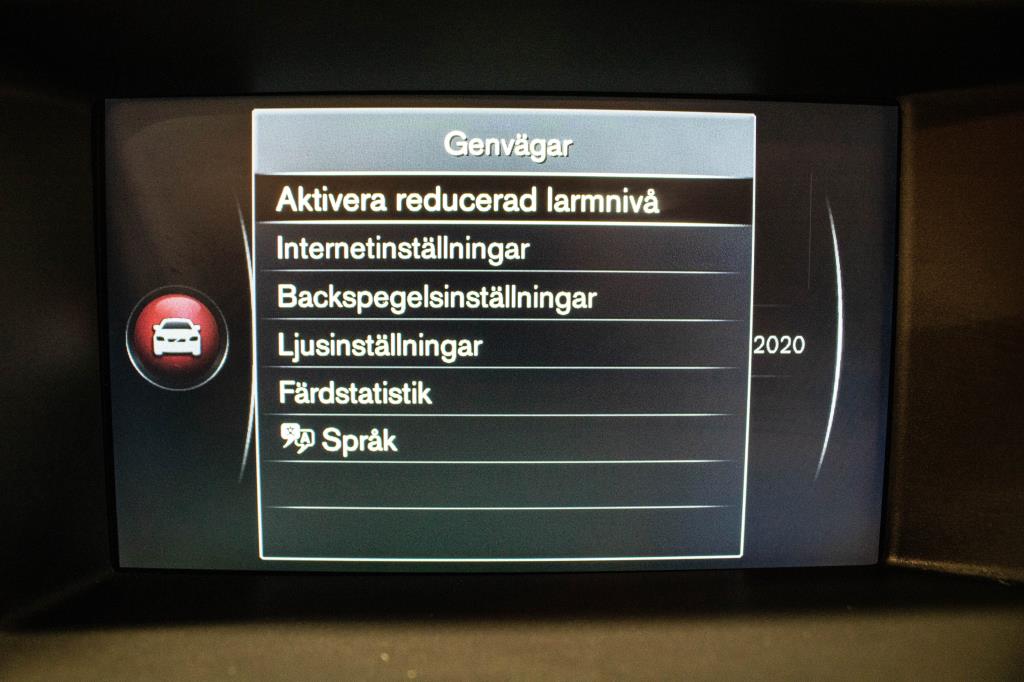 Genvägar
Aktivera reducerad larmnivå
Internetinställningar
Backspegelsinställningar
Ljusinställningar
2020
Färdstatistik
Språk